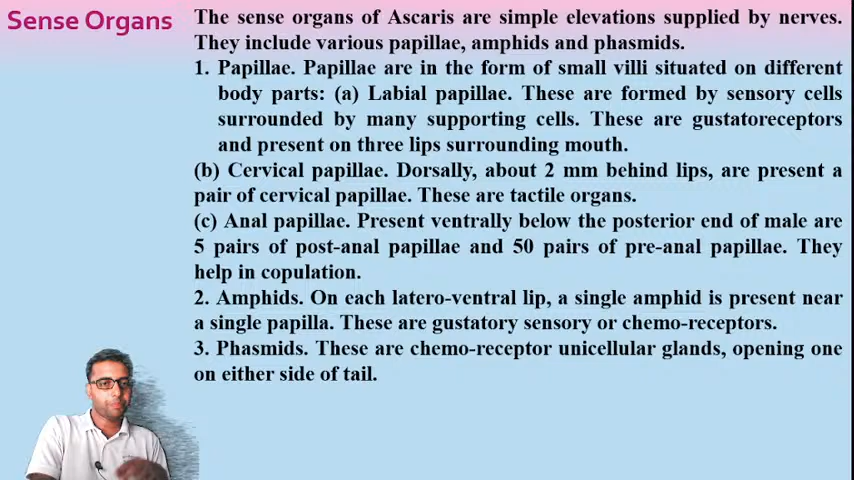 Sense Organs
The sense organs of Ascaris are simple elevations supplied by nerves.
They include various papillae, amphids and phasmids.
1. Papillae. Papillae are in the form of small villi situated on different
body parts: (a) Labial papillae. These are formed by sensory cells
surrounded by many supporting cells. These are gustatoreceptors
and present on three lips surrounding mouth.
(b) Cervical papillae. Dorsally, about 2 mm behind lips, are present a
pair of cervical papillae. These are tactile organs.
(c) Anal papillae. Present ventrally below the posterior end of male are
5 pairs of post-anal papillae and 50 pairs of pre-anal papillae. They
help in copulation.
2. Amphids. On each latero-ventral lip, a single amphid is present near
a single papilla. These are gustatory sensory or chemo-receptors.
3. Phasmids. These are chemo-receptor unicellular glands, opening one
on either side of tail.